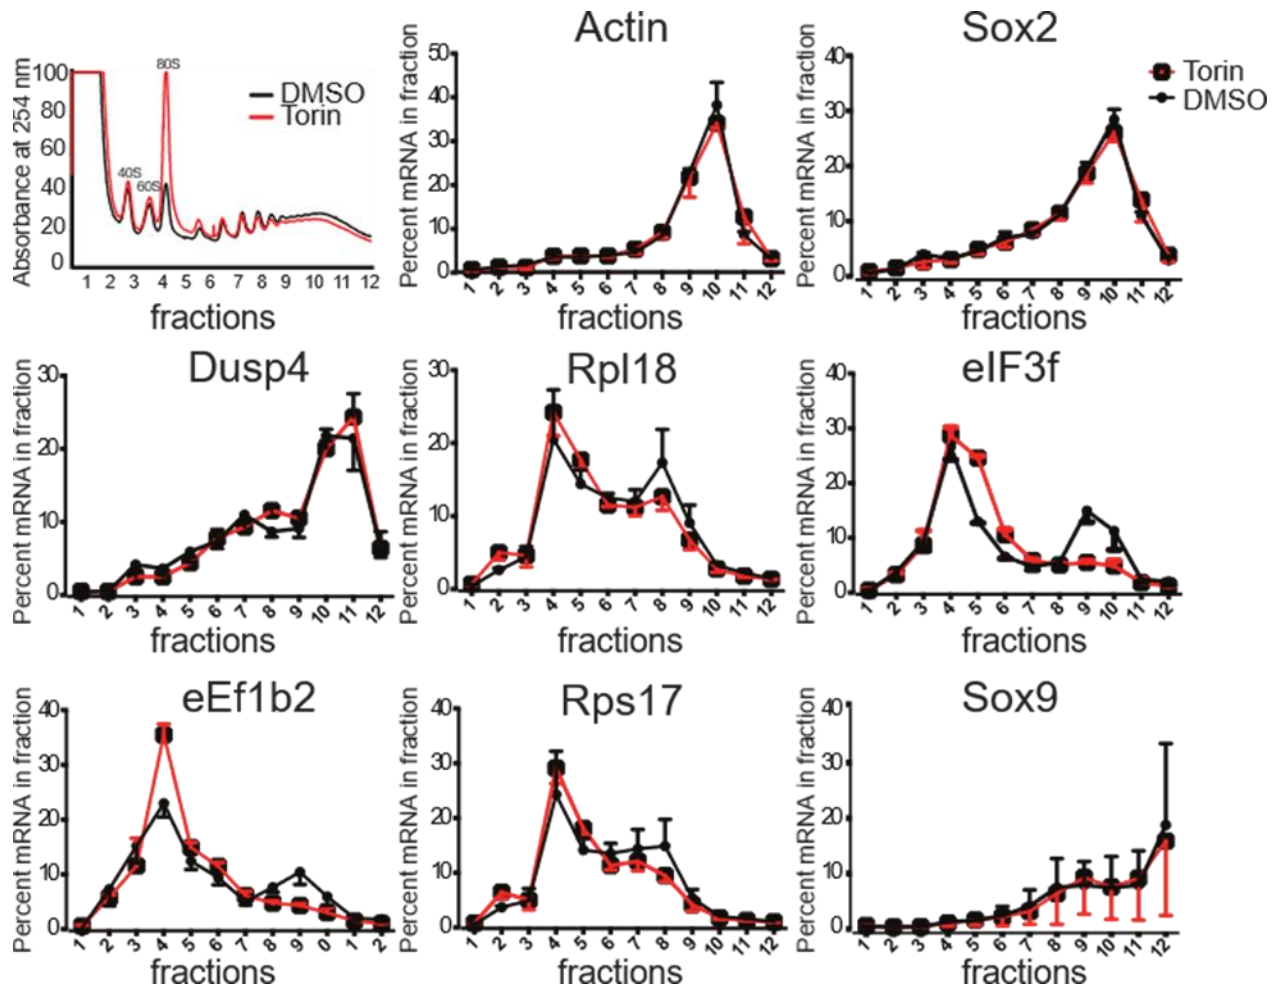 Actin
Sox2
Absorbance at 254 nm
100
80
60
40
20
0
80S
40S
60S
DMSO
Torin
1 2 3 4 5 6 7 8 9 10 11 12
fractions
Percent mRNA in fraction
50
40
30
20
10
0
1 2 3 4 5 6 7 8 9 10 11 12
fractions
Percent mRNA in fraction
40
30
20
10
0
1 2 3 4 5 6 7 8 9 10 11 12
fractions
Torin
DMSO
Dusp4
Percent mRNA in fraction
30
20
10
0
1 2 3 4 5 6 7 8 9 10 11 12
fractions
Rpl18
Percent mRNA in fraction
30
20
10
0
1 2 3 4 5 6 7 8 9 10 11 12
fractions
eIF3f
Percent mRNA in fraction
40
30
20
10
0
1 2 3 4 5 6 7 8 9 10 11 12
fractions
eEf1b2
Percent mRNA in fraction
40
30
20
10
0
1 2 3 4 5 6 7 8 9 0 1 2
fractions
Rps17
Percent mRNA in fraction
40
30
20
10
0
1 2 3 4 5 6 7 8 9 10 11 12
fractions
Sox9
Percent mRNA in fraction
40
30
20
10
0
1 2 3 4 5 6 7 8 9 10 11 12
fractions